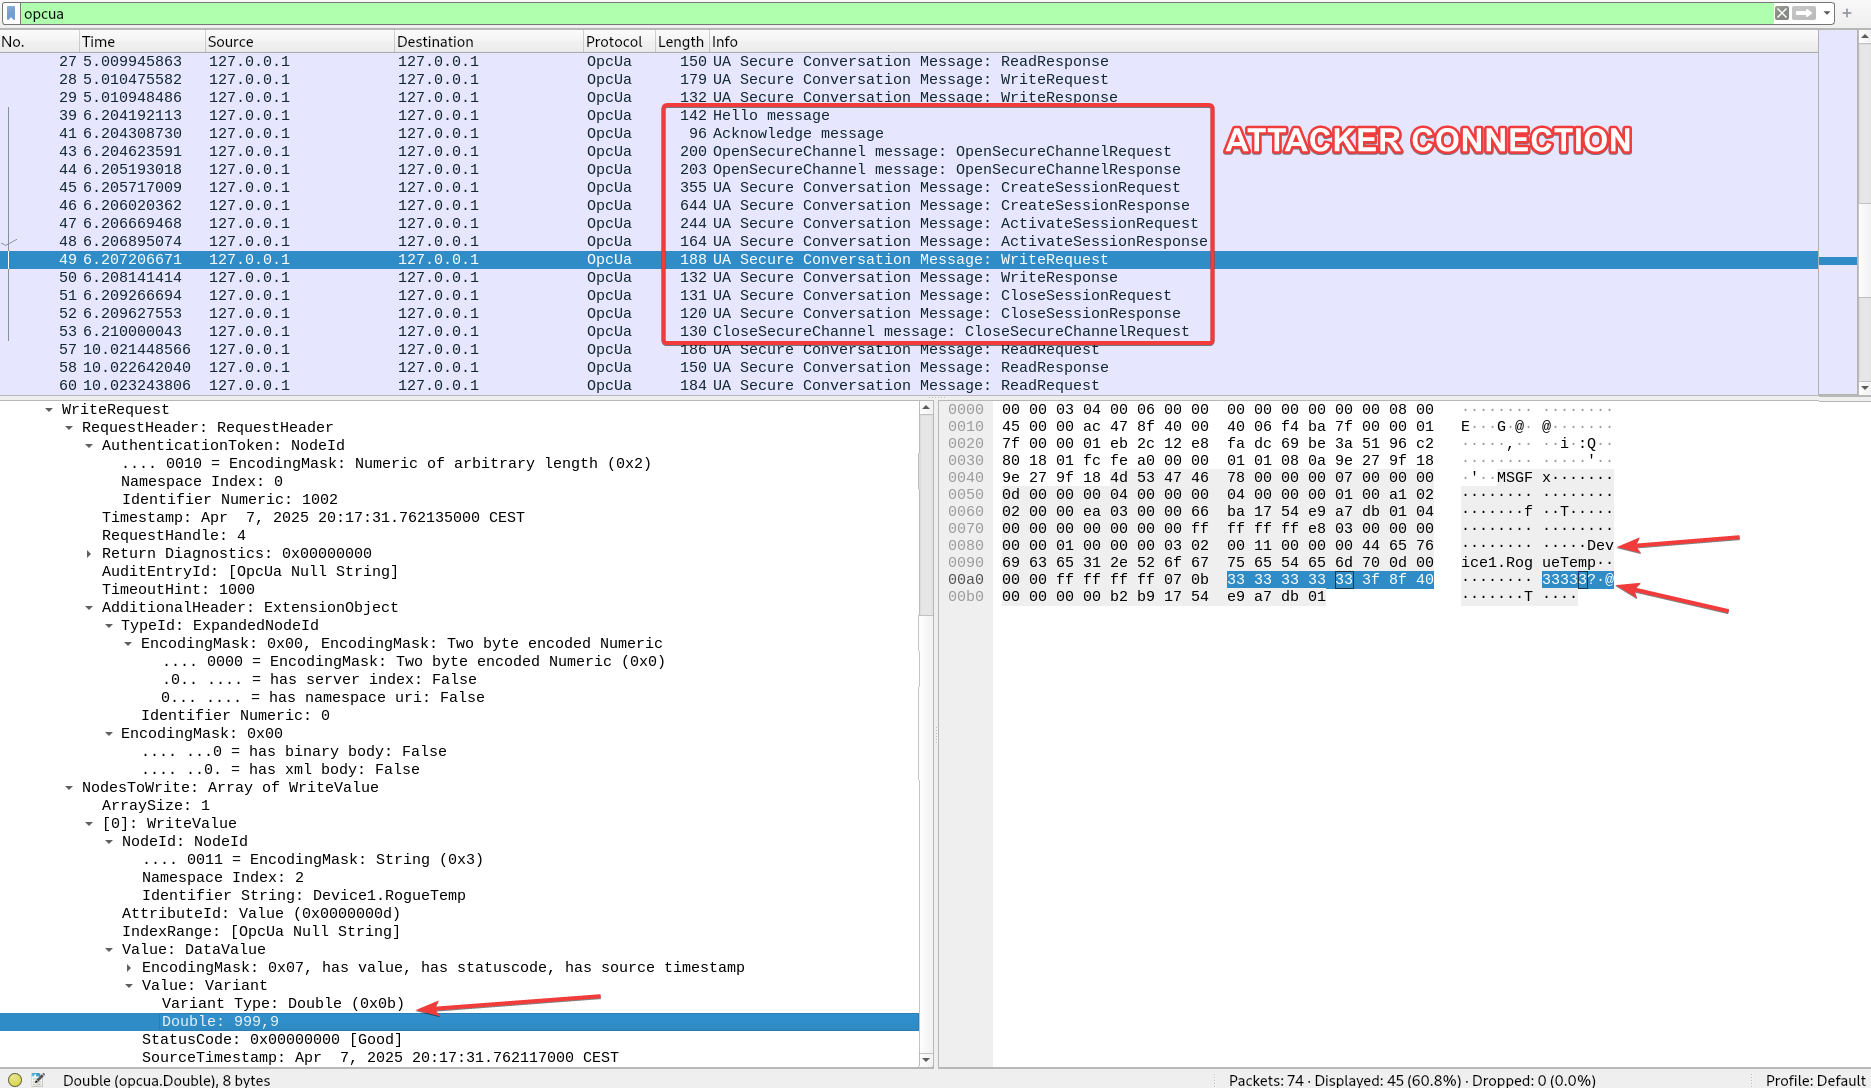 opcua
No. Time Source Destination Protocol Length Info
27 5.009945863 127.0.0.1 127.0.0.1 OpcUa 150 UA Secure Conversation Message: ReadResponse
28 5.010475582 127.0.0.1 127.0.0.1 OpcUa 179 UA Secure Conversation Message: WriteRequest
29 5.010948486 127.0.0.1 127.0.0.1 OpcUa 132 UA Secure Conversation Message: WriteResponse
39 6.204192113 127.0.0.1 127.0.0.1 OpcUa 142 Hello message
41 6.204308730 127.0.0.1 127.0.0.1 OpcUa 96 Acknowledge message
ATTACKER CONNECTION
43 6.204623591 127.0.0.1 127.0.0.1 OpcUa 200 OpenSecureChannel message: OpenSecureChannelRequest
44 6.205193018 127.0.0.1 127.0.0.1 OpcUa 203 OpenSecureChannel message: OpenSecureChannelResponse
45 6.205717009 127.0.0.1 127.0.0.1 OpcUa 355 UA Secure Conversation Message: CreateSessionRequest
46 6.206020362 127.0.0.1 127.0.0.1 OpcUa 644 UA Secure Conversation Message: CreateSessionResponse
47 6.206669468 127.0.0.1 127.0.0.1 OpcUa 244 UA Secure Conversation Message: ActivateSessionRequest
48 6.206895074 127.0.0.1 127.0.0.1 OpcUa 164 UA Secure Conversation Message: ActivateSessionResponse
49 6.207206671 127.0.0.1 127.0.0.1 OpcUa 188 UA Secure Conversation Message: WriteRequest
50 6.208141414 127.0.0.1 127.0.0.1 OpcUa 132 UA Secure Conversation Message: WriteResponse
51 6.209266694 127.0.0.1 127.0.0.1 OpcUa 131 UA Secure Conversation Message: CloseSessionRequest
52 6.209627553 127.0.0.1 127.0.0.1 OpcUa 120 UA Secure Conversation Message: CloseSessionResponse
53 6.210000043 127.0.0.1 127.0.0.1 OpcUa 130 CloseSecureChannel message: CloseSecureChannelRequest
57 10.021448566 127.0.0.1 127.0.0.1 OpcUa 186 UA Secure Conversation Message: ReadRequest
58 10.022642040 127.0.0.1 127.0.0.1 OpcUa 150 UA Secure Conversation Message: ReadResponse
60 10.023243806 127.0.0.1 127.0.0.1 OpcUa 184 UA Secure Conversation Message: ReadRequest
WriteRequest
RequestHeader: RequestHeader
AuthenticationToken: NodeId
.... 0010 = EncodingMask: Numeric of arbitrary length (0x2)
Namespace Index: 0
Identifier Numeric: 1002
Timestamp: Apr  7, 2025 20:17:31.762135000 CEST
RequestHandle: 4
Return Diagnostics: 0x00000000
AuditEntryId: [OpcUa Null String]
TimeoutHint: 1000
AdditionalHeader: ExtensionObject
TypeId: ExpandedNodeId
EncodingMask: 0x00, EncodingMask: Two byte encoded Numeric
.... 0000 = EncodingMask: Two byte encoded Numeric (0x0)
.0.. .... = has server index: False
0... .... = has namespace uri: False
Identifier Numeric: 0
EncodingMask: 0x00
.... ...0 = has binary body: False
.... ..0. = has xml body: False
NodesToWrite: Array of WriteValue
ArraySize: 1
[0]: WriteValue
NodeId: NodeId
.... 0011 = EncodingMask: String (0x3)
Namespace Index: 2
Identifier String: Device1.RogueTemp
AttributeId: Value (0x0000000d)
IndexRange: [OpcUa Null String]
Value: DataValue
EncodingMask: 0x07, has value, has statuscode, has source timestamp
Value: Variant
Variant Type: Double (0x0b)
Double: 999,9
StatusCode: 0x00000000 [Good]
SourceTimestamp: Apr  7, 2025 20:17:31.762117000 CEST
0000 00 00 03 04 00 06 00 00 00 00 00 00 00 00 08 00 ········ ········
0010 45 00 00 ac 47 8f 40 00 40 06 f4 ba 7f 00 00 01 E···G·@· @·······
0020 7f 00 00 01 eb 2c 12 e8 fa dc 69 be 3a 51 96 c2 ·····,·· ··i·:Q··
0030 80 18 01 fc fe a0 00 00 01 01 08 0a 9e 27 9f 18 ········ ·····'··
0040 9e 27 9f 18 4d 53 47 46 78 00 00 00 07 00 00 00 ·'··MSGF x·······
0050 0d 00 00 00 04 00 00 00 04 00 00 00 01 00 a1 02 ········ ········
0060 02 00 00 ea 03 00 00 66 ba 17 54 e9 a7 db 01 04 ·······f ··T·····
0070 00 00 00 00 00 00 00 ff ff ff ff e8 03 00 00 00 ········ ········
0080 00 00 01 00 00 00 03 02 00 11 00 00 00 44 65 76 ········ ·····Dev
0090 69 63 65 31 2e 52 6f 67 75 65 54 65 6d 70 0d 00 ice1.Rog ueTemp··
00a0 00 00 ff ff ff ff 07 0b 33 33 33 33 33 3f 8f 40 ········ 33333?·@
00b0 00 00 00 00 b2 b9 17 54 e9 a7 db 01 ·······T ····
Double (opcua.Double), 8 bytes
Packets: 74 · Displayed: 45 (60.8%) · Dropped: 0 (0.0%)
Profile: Default